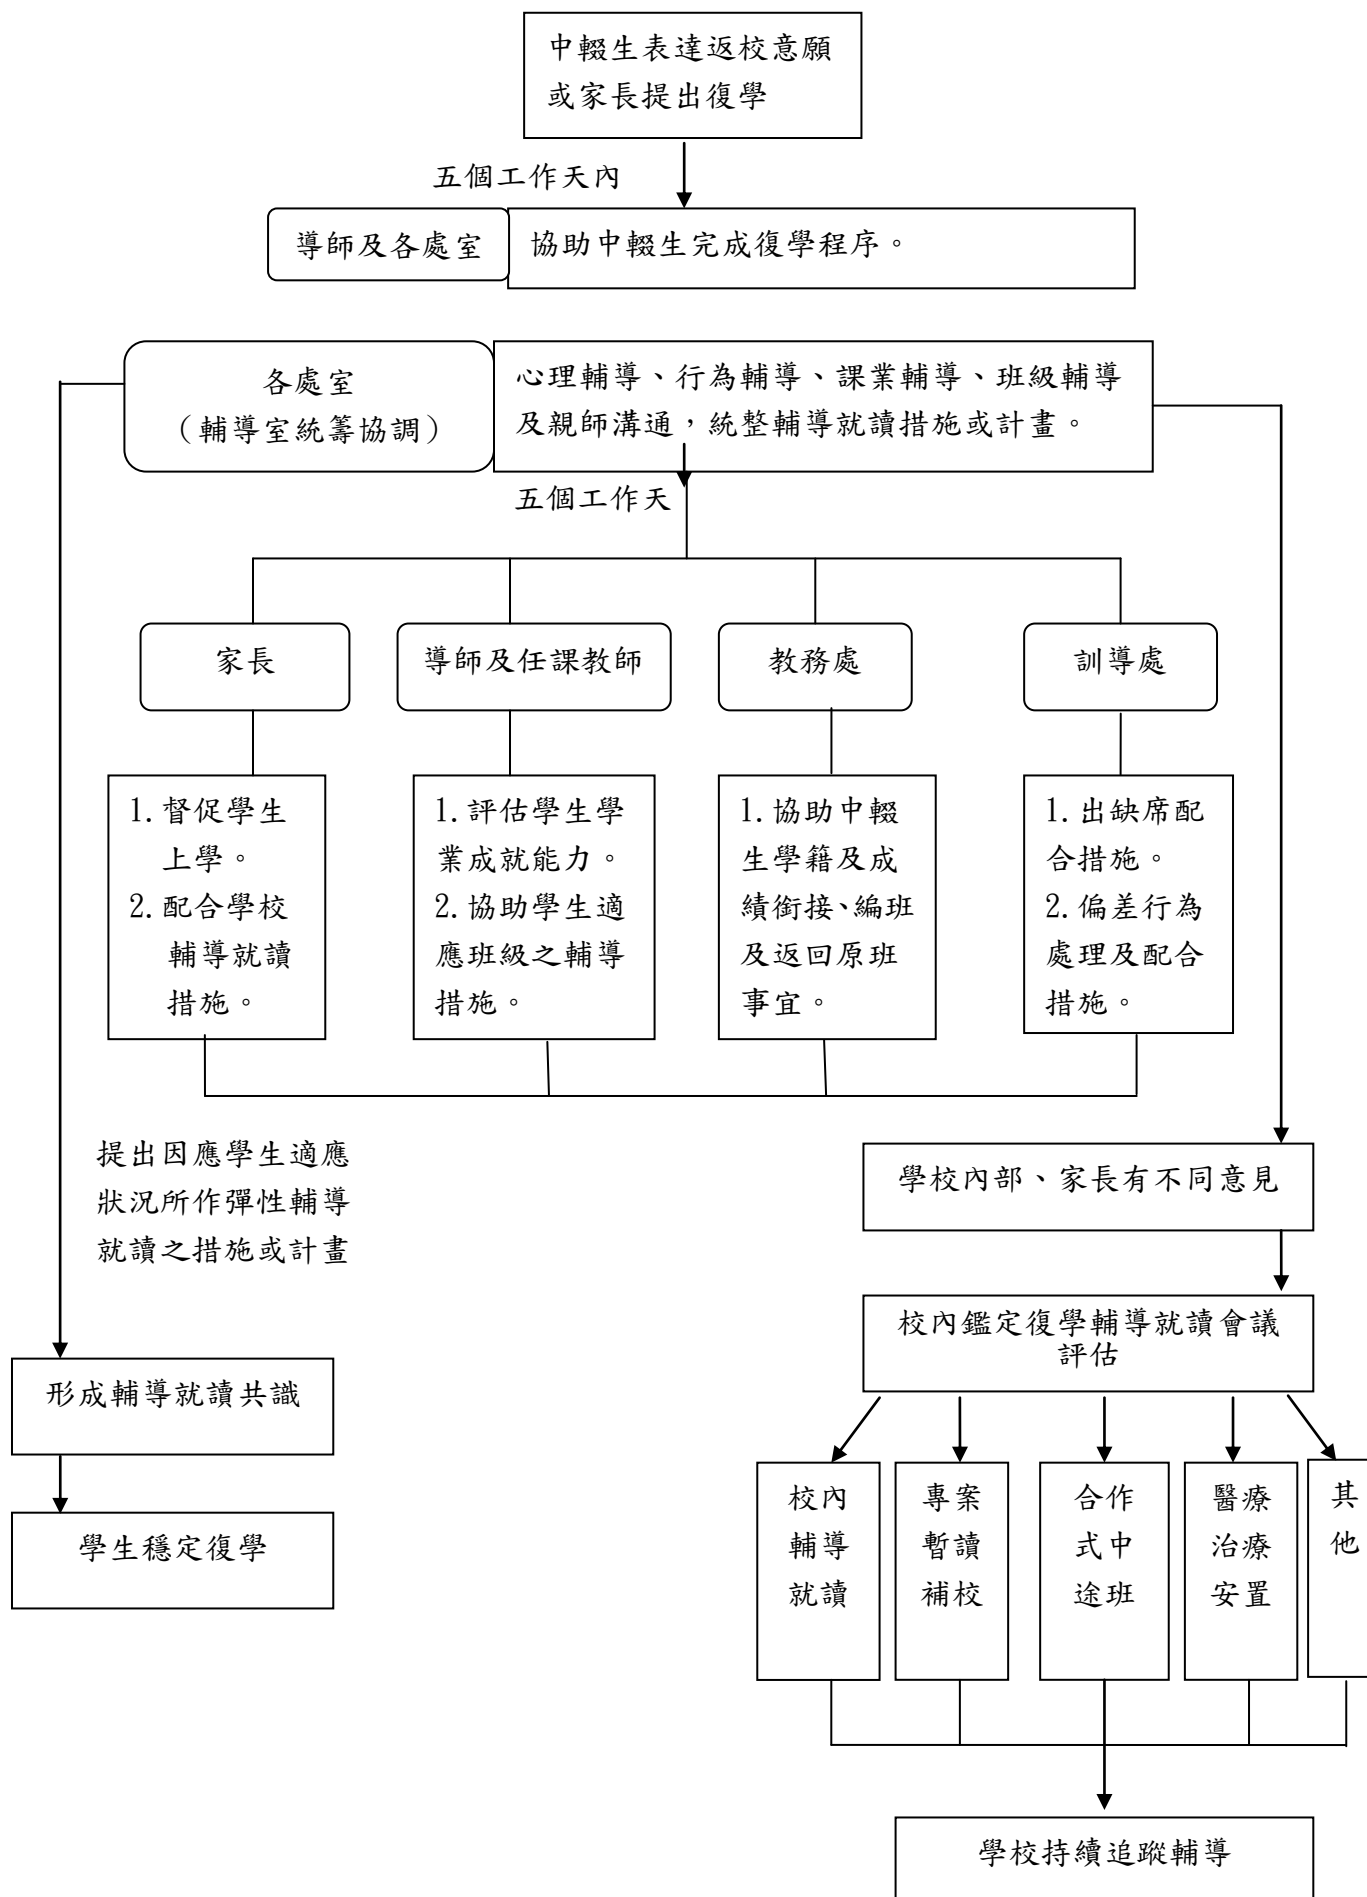 中輟生表達返校意願
或家長提出復學
五個工作天內
導師及各處室
協助中輟生完成復學程序。
各處室
（輔導室統籌協調）
心理輔導、行為輔導、課業輔導、班級輔導
及親師溝通，統整輔導就讀措施或計畫。
五個工作天
家長
導師及任課教師
教務處
訓導處
1.督促學生
上學。
2.配合學校
輔導就讀
措施。
1.評估學生學
業成就能力。
2.協助學生適
應班級之輔導
措施。
1.協助中輟
生學籍及成
績銜接、編班
及返回原班
事宜。
1.出缺席配
合措施。
2.偏差行為
處理及配合
措施。
提出因應學生適應
狀況所作彈性輔導
就讀之措施或計畫
學校內部、家長有不同意見
校內鑑定復學輔導就讀會議
評估
形成輔導就讀共識
學生穩定復學
校內
輔導
就讀
專案
暫讀
補校
合作
式中
途班
醫療
治療
安置
其
他
學校持續追蹤輔導